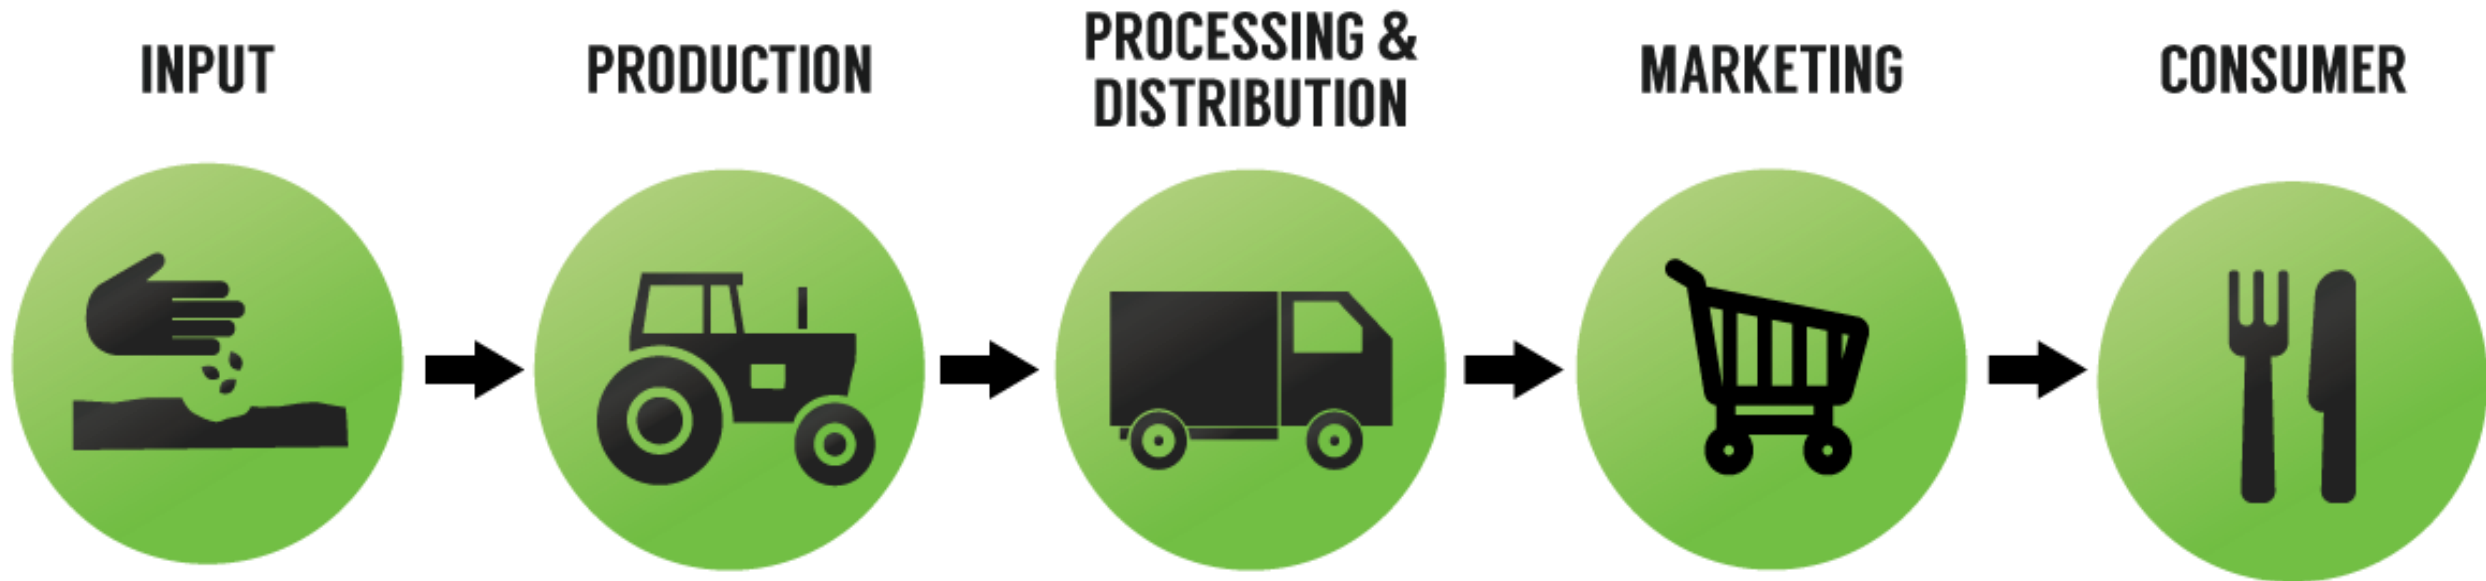 INPUT
PRODUCTION
PROCESSING &
DISTRIBUTION
MARKETING
CONSUMER